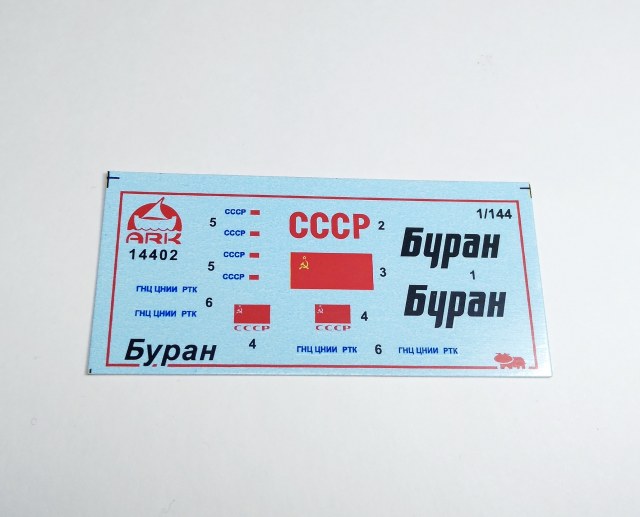 ARK
14402
5
СССР
СССР
5
СССР
СССР
СССР
2
1/144
Буран
1
Буран
3
ГНЦ ЦНИИ РТК
ГНЦ ЦНИИ РТК
6
СССР
4
СССР
4
ГНЦ ЦНИИ РТК
6
ГНЦ ЦНИИ РТК
Буран